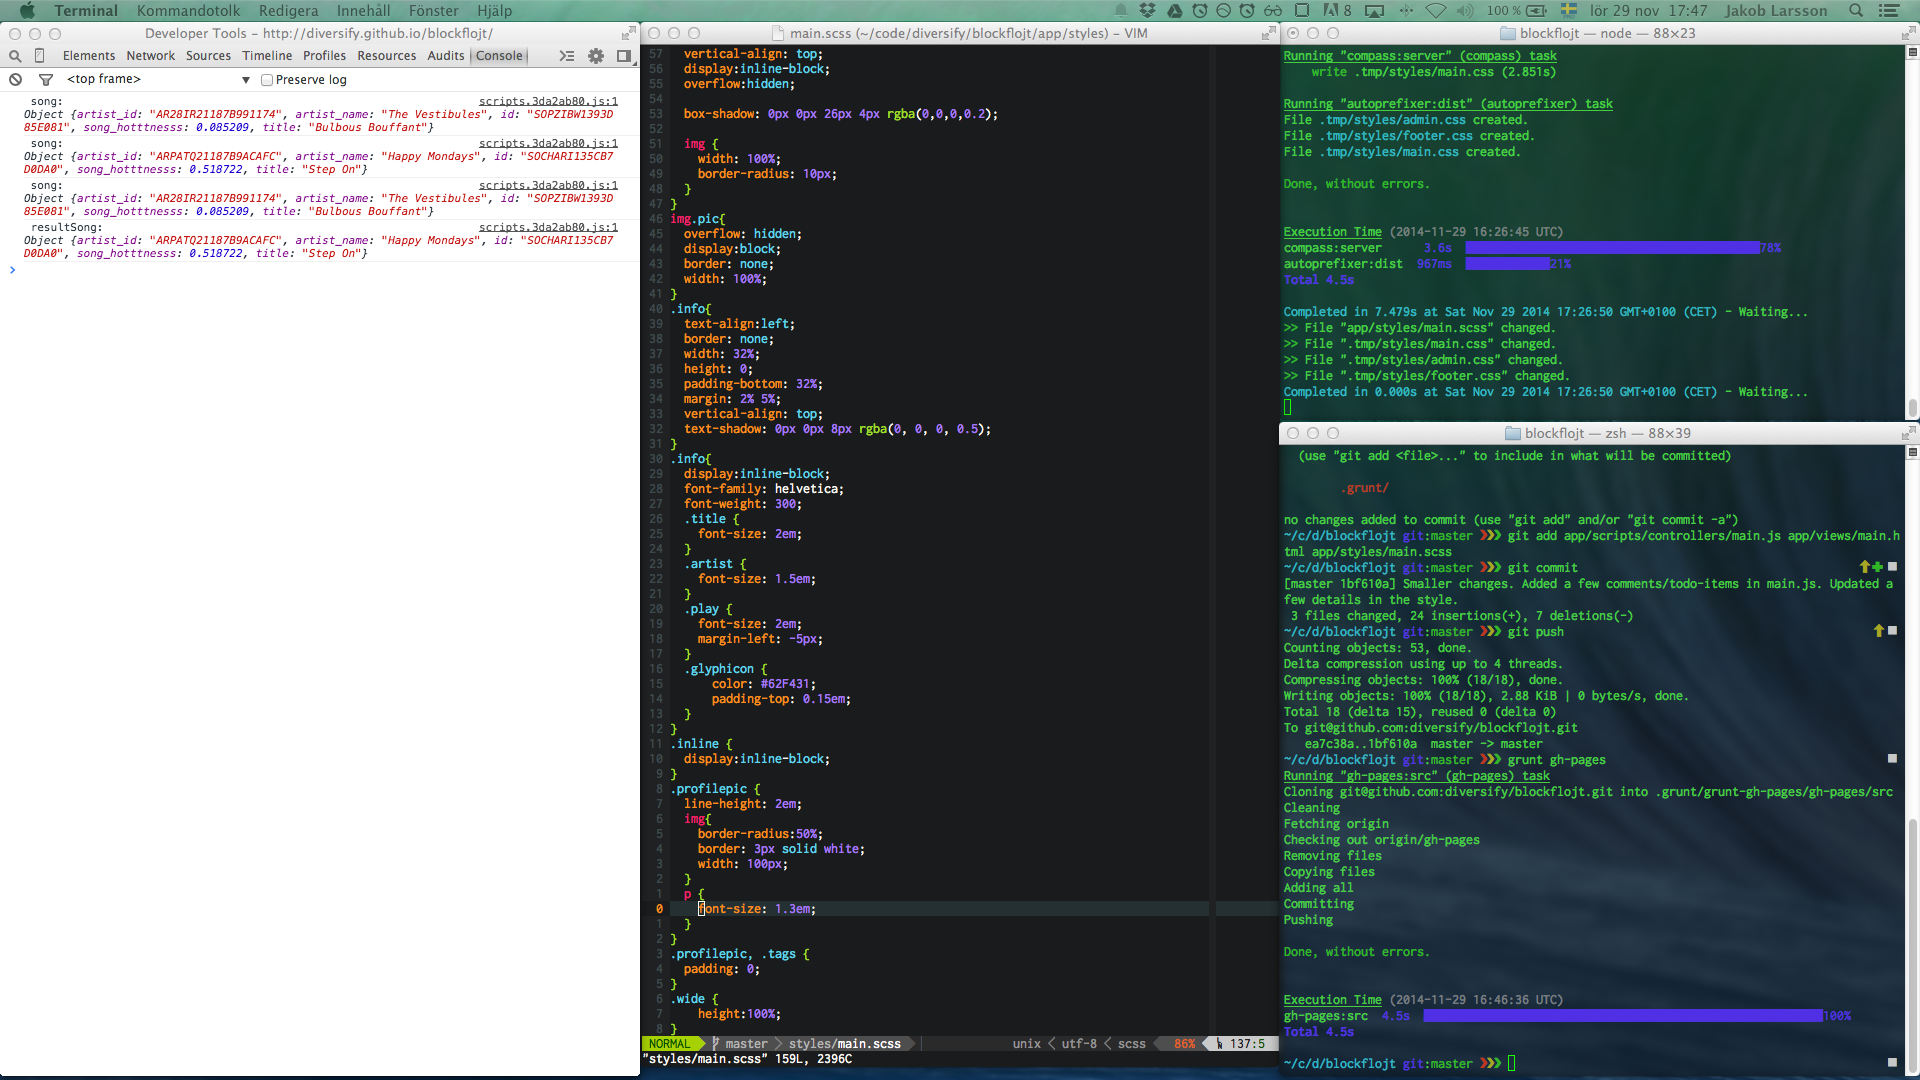 Terminal Kommandotolk Redigera Innehåll Fönster Hjälp 8 100 % lör 29 nov 17:47 Jakob Larsson
Developer Tools - http://diversify.github.io/blockflojt/
Elements Network Sources Timeline Profiles Resources Audits Console
<top frame> Preserve log
song: scripts.3da2ab80.js:1
Object {artist_id: "AR28IR21187B991174", artist_name: "The Vestibules", id: "SOPZIBW1393D
85E081", song_hotttnesss: 0.085209, title: "Bulbous Bouffant"}
song: scripts.3da2ab80.js:1
Object {artist_id: "ARPATQ21187B9ACAFC", artist_name: "Happy Mondays", id: "SOCHARI135CB7
D0DA0", song_hotttnesss: 0.518722, title: "Step On"}
song: scripts.3da2ab80.js:1
Object {artist_id: "AR28IR21187B991174", artist_name: "The Vestibules", id: "SOPZIBW1393D
85E081", song_hotttnesss: 0.085209, title: "Bulbous Bouffant"}
resultSong: scripts.3da2ab80.js:1
Object {artist_id: "ARPATQ21187B9ACAFC", artist_name: "Happy Mondays", id: "SOCHARI135CB7
D0DA0", song_hotttnesss: 0.518722, title: "Step On"}
>
main.scss (~/code/diversify/blockflojt/app/styles) – VIM
57 vertical-align: top;
56 display:inline-block;
55 overflow:hidden;
54
53 box-shadow: 0px 0px 26px 4px rgba(0,0,0,0.2);
52
51 img {
50 width: 100%;
49 border-radius: 10px;
48 }
47 }
46 img.pic{
45 overflow: hidden;
44 display:block;
43 border: none;
42 width: 100%;
41 }
40 .info{
39 text-align:left;
38 border: none;
37 width: 32%;
36 height: 0;
35 padding-bottom: 32%;
34 margin: 2% 5%;
33 vertical-align: top;
32 text-shadow: 0px 0px 8px rgba(0, 0, 0, 0.5);
31 }
30 .info{
29 display:inline-block;
28 font-family: helvetica;
27 font-weight: 300;
26 .title {
25 font-size: 2em;
24 }
23 .artist {
22 font-size: 1.5em;
21 }
20 .play {
19 font-size: 2em;
18 margin-left: -5px;
17 }
16 .glyphicon {
15 color: #62F431;
14 padding-top: 0.15em;
13 }
12 }
11 .inline {
10 display:inline-block;
9 }
8 .profilepic {
7 line-height: 2em;
6 img{
5 border-radius:50%;
4 border: 3px solid white;
3 width: 100px;
2 }
1 p {
0 font-size: 1.3em;
1 }
2 }
3 .profilepic, .tags {
4 padding: 0;
5 }
6 .wide {
7 height:100%;
8 }
NORMAL master styles/main.scss unix < utf-8 < scss 86% 137:5
"styles/main.scss" 159L, 2396C
blockflojt — node — 88×23
Running "compass:server" (compass) task
write .tmp/styles/main.css (2.851s)
Running "autoprefixer:dist" (autoprefixer) task
File .tmp/styles/admin.css created.
File .tmp/styles/footer.css created.
File .tmp/styles/main.css created.
Done, without errors.
Execution Time (2014-11-29 16:26:45 UTC)
compass:server 3.6s 78%
autoprefixer:dist 967ms 21%
Total 4.5s
Completed in 7.479s at Sat Nov 29 2014 17:26:50 GMT+0100 (CET) - Waiting...
>> File "app/styles/main.scss" changed.
>> File ".tmp/styles/main.css" changed.
>> File ".tmp/styles/admin.css" changed.
>> File ".tmp/styles/footer.css" changed.
Completed in 0.000s at Sat Nov 29 2014 17:26:50 GMT+0100 (CET) - Waiting...
blockflojt — zsh — 88×39
(use "git add <file>..." to include in what will be committed)
.grunt/
no changes added to commit (use "git add" and/or "git commit -a")
~/c/d/blockflojt git:master ❯❯❯ git add app/scripts/controllers/main.js app/views/main.h
tml app/styles/main.scss
~/c/d/blockflojt git:master ❯❯❯ git commit
[master 1bf610a] Smaller changes. Added a few comments/todo-items in main.js. Updated a
few details in the style.
3 files changed, 24 insertions(+), 7 deletions(-)
~/c/d/blockflojt git:master ❯❯❯ git push
Counting objects: 53, done.
Delta compression using up to 4 threads.
Compressing objects: 100% (18/18), done.
Writing objects: 100% (18/18), 2.88 KiB | 0 bytes/s, done.
Total 18 (delta 15), reused 0 (delta 0)
To git@github.com:diversify/blockflojt.git
ea7c38a..1bf610a master -> master
~/c/d/blockflojt git:master ❯❯❯ grunt gh-pages
Running "gh-pages:src" (gh-pages) task
Cloning git@github.com:diversify/blockflojt.git into .grunt/grunt-gh-pages/gh-pages/src
Cleaning
Fetching origin
Checking out origin/gh-pages
Removing files
Copying files
Adding all
Committing
Pushing
Done, without errors.
Execution Time (2014-11-29 16:46:36 UTC)
gh-pages:src 4.5s 100%
Total 4.5s
~/c/d/blockflojt git:master ❯❯❯